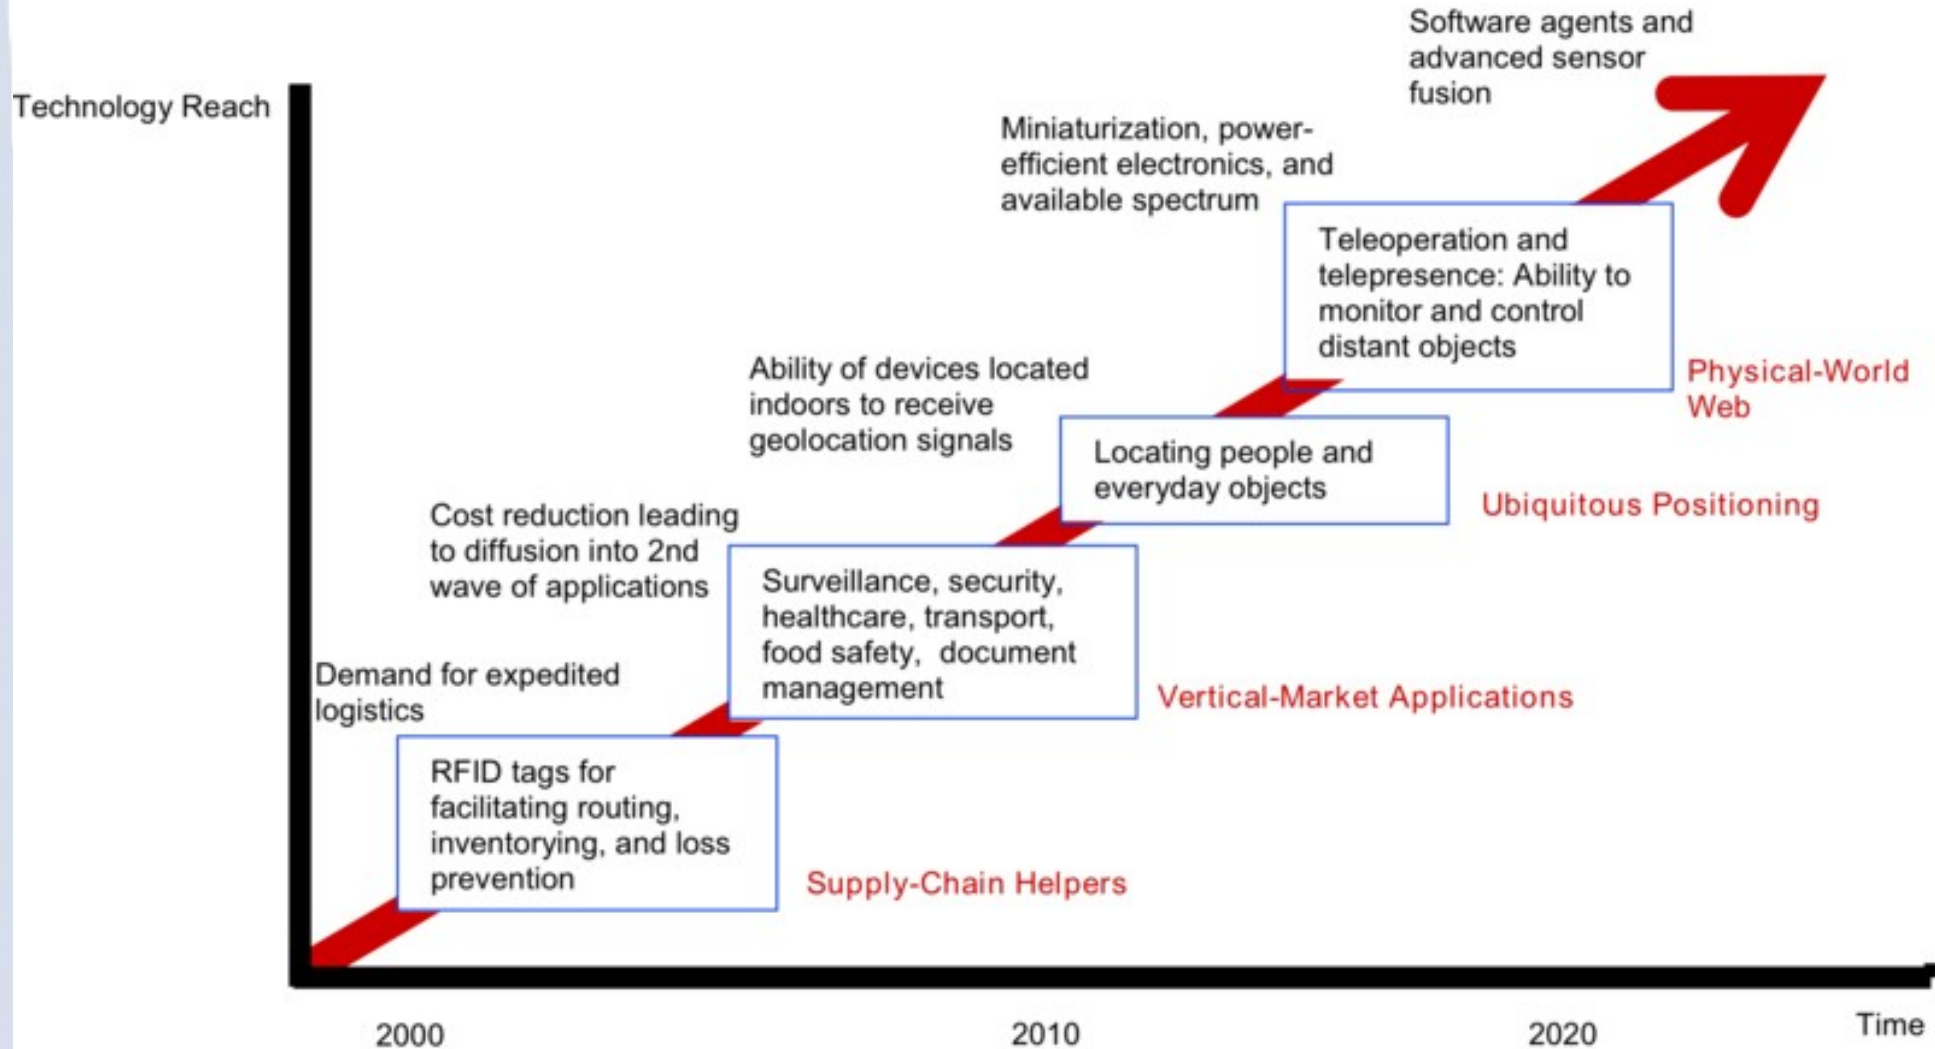 Software agents and
advanced sensor
fusion
Technology Reach
Miniaturization, power-
efficient electronics, and
available spectrum
Teleoperation and
telepresence: Ability to
monitor and control
distant objects
Physical-World
Web
Ability of devices located
indoors to receive
geolocation signals
Locating people and
everyday objects
Ubiquitous Positioning
Cost reduction leading
to diffusion into 2nd
wave of applications
Surveillance, security,
healthcare, transport,
food safety,  document
management
Vertical-Market Applications
Demand for expedited
logistics
RFID tags for
facilitating routing,
inventorying, and loss
prevention
Supply-Chain Helpers
2000
2010
2020
Time